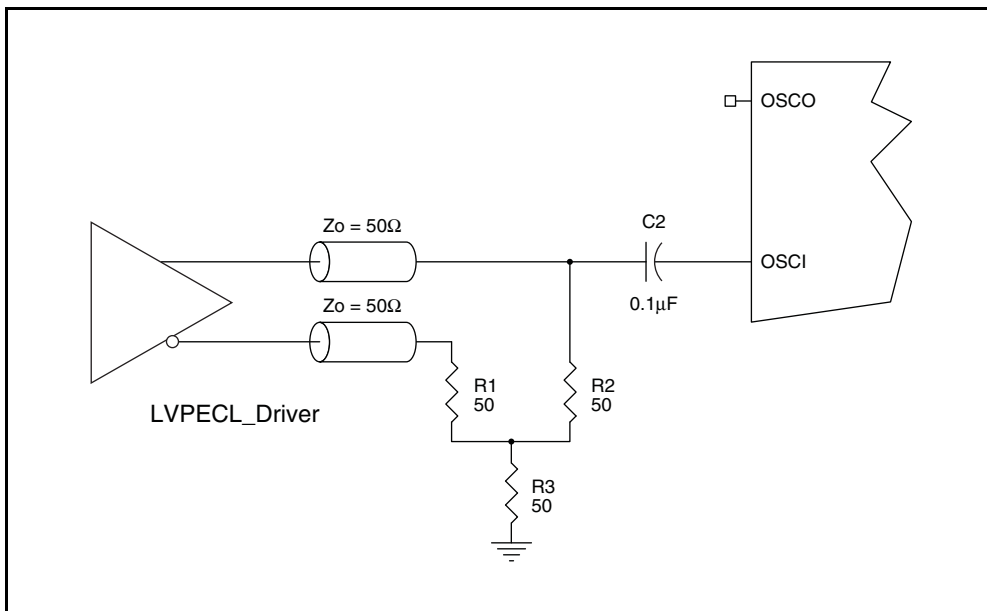 OSCO
Zo = 50Ω
C2
OSCI
0.1μF
Zo = 50Ω
R1
50
R2
50
LVPECL_Driver
R3
50